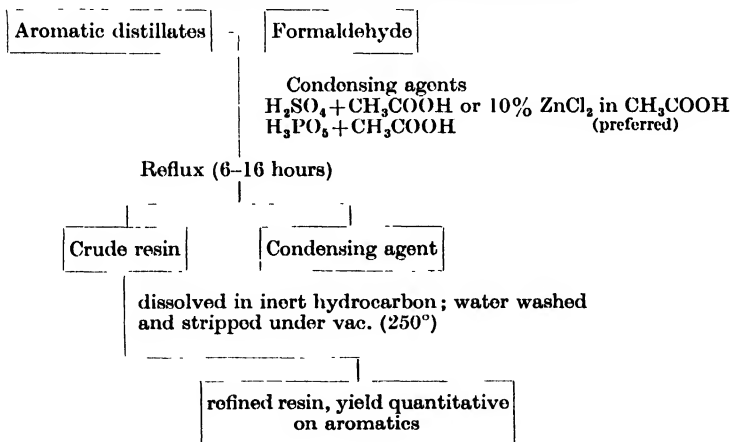 Aromatic distillates Formaldehyde
Condensing agents
H₂SO₄+CH₃COOH or 10% ZnCl₂ in CH₃COOH
H₃PO₅+CH₃COOH (preferred)
Reflux (6–16 hours)
Crude resin Condensing agent
dissolved in inert hydrocarbon; water washed
and stripped under vac. (250°)
refined resin, yield quantitative
on aromatics